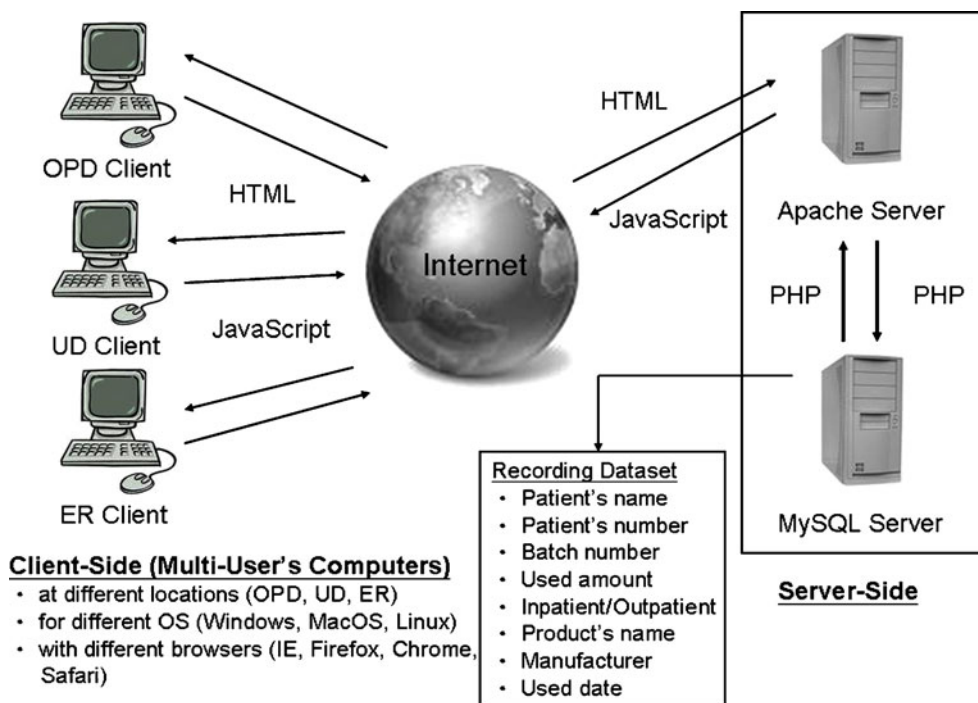 OPD Client
HTML
UD Client
JavaScript
ER Client
Internet
HTML
JavaScript
Apache Server
PHP
PHP
MySQL Server
Server-Side
Client-Side (Multi-User's Computers)
• at different locations (OPD, UD, ER)
• for different OS (Windows, MacOS, Linux)
• with different browsers (IE, Firefox, Chrome,
Safari)
Recording Dataset
• Patient's name
• Patient's number
• Batch number
• Used amount
• Inpatient/Outpatient
• Product's name
• Manufacturer
• Used date